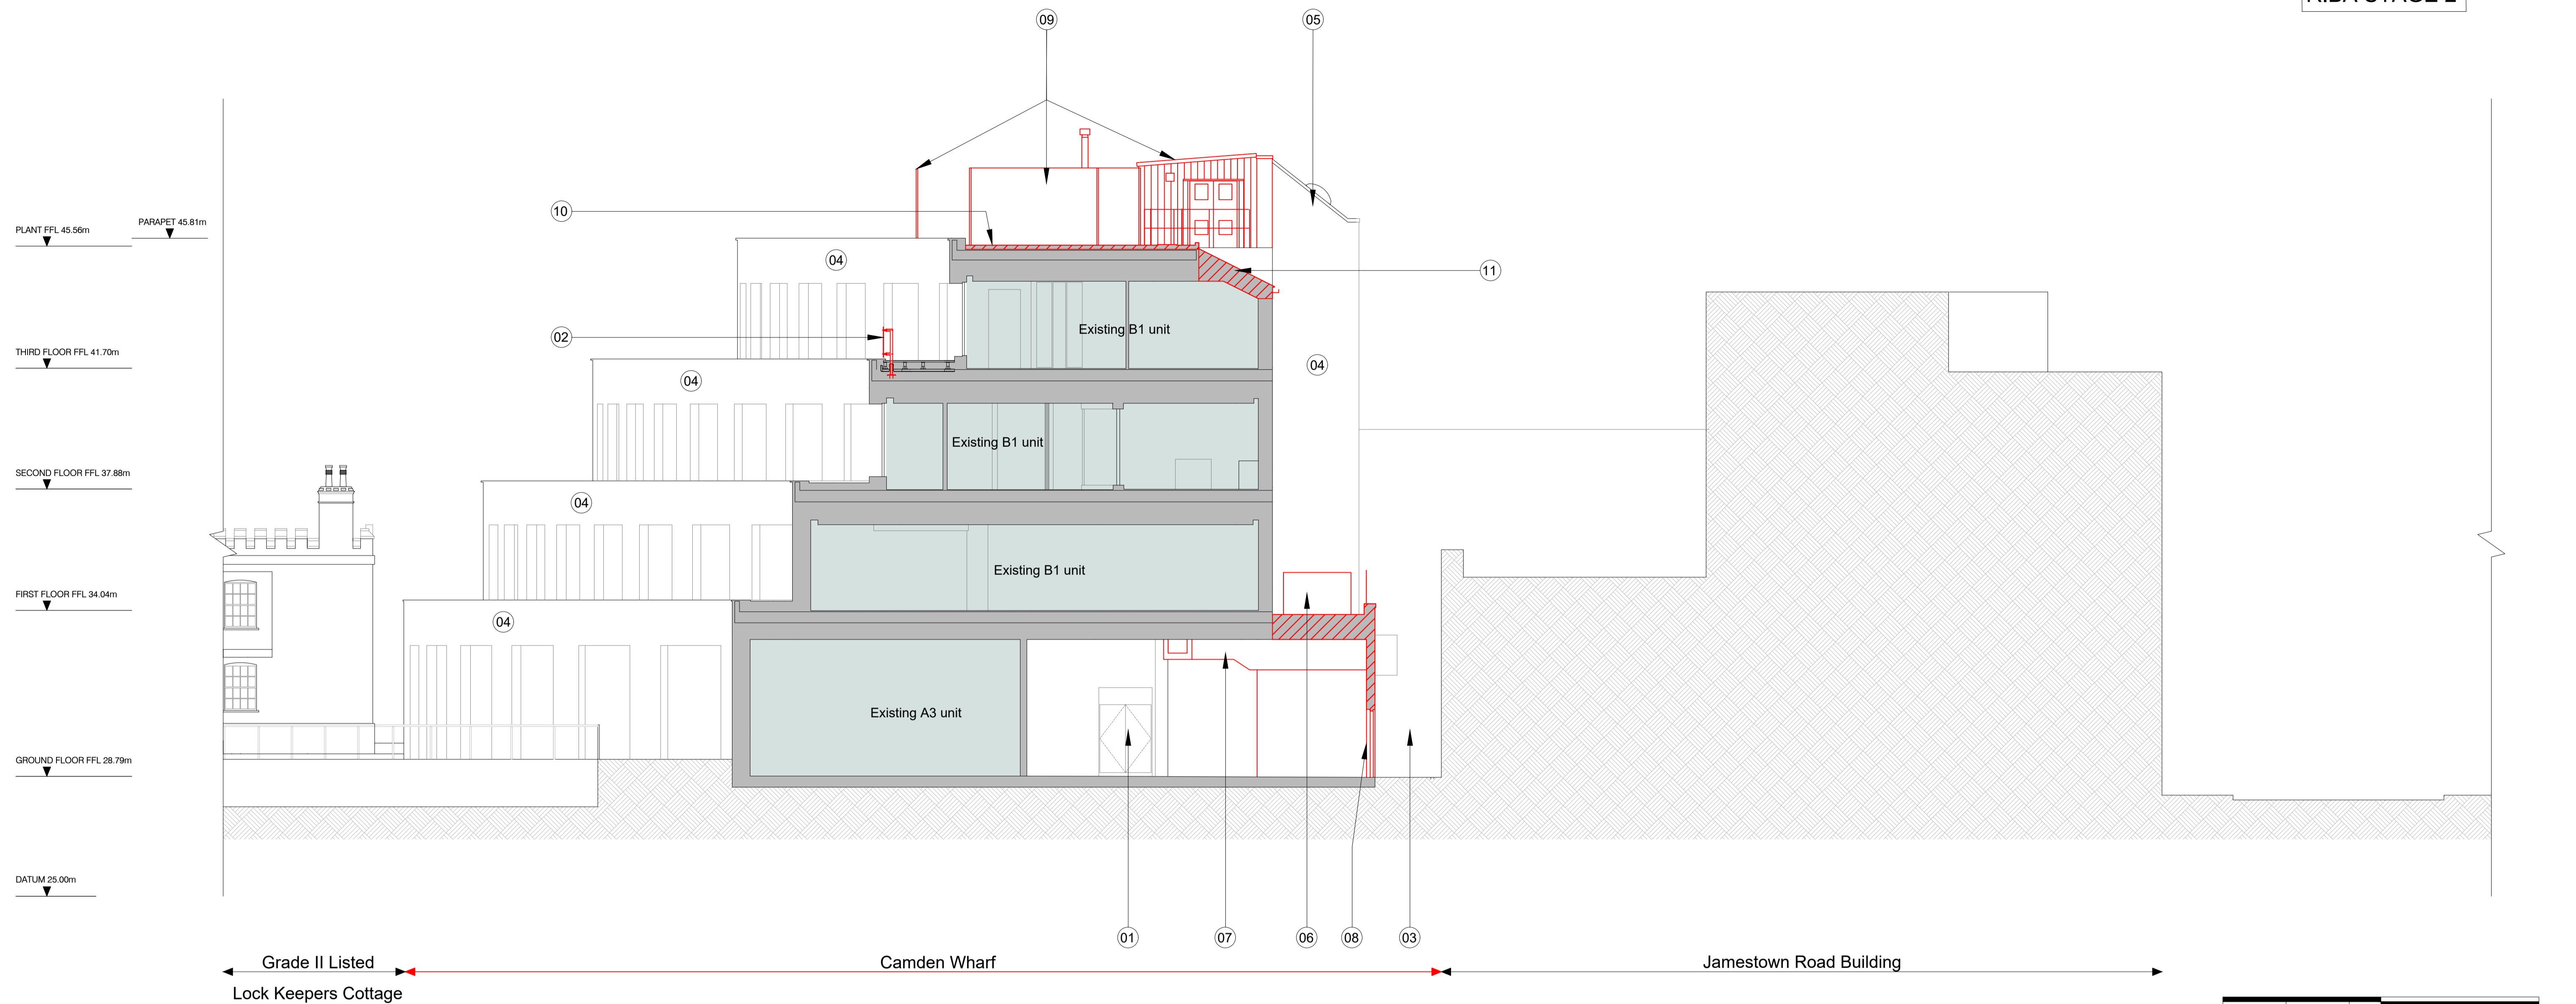 09
05
PARAPET 45.81m
PLANT FFL 45.56m
10
04
11
Existing B1 unit
02
THIRD FLOOR FFL 41.70m
04
04
Existing B1 unit
SECOND FLOOR FFL 37.88m
04
Existing B1 unit
FIRST FLOOR FFL 34.04m
04
Existing A3 unit
GROUND FLOOR FFL 28.79m
DATUM 25.00m
01
07
06
08
03
Grade II Listed
Lock Keepers Cottage
Camden Wharf
Jamestown Road Building